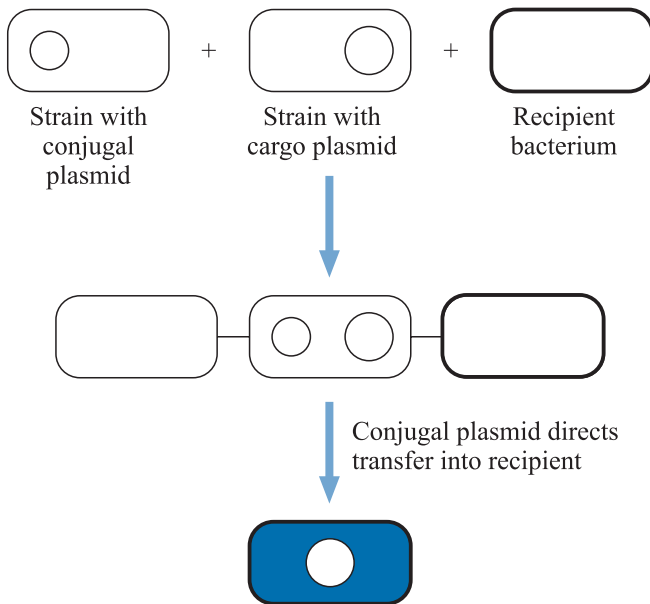 + +
Strain with
conjugal
plasmid
Strain with
cargo plasmid
Recipient
bacterium
Conjugal plasmid directs
transfer into recipient